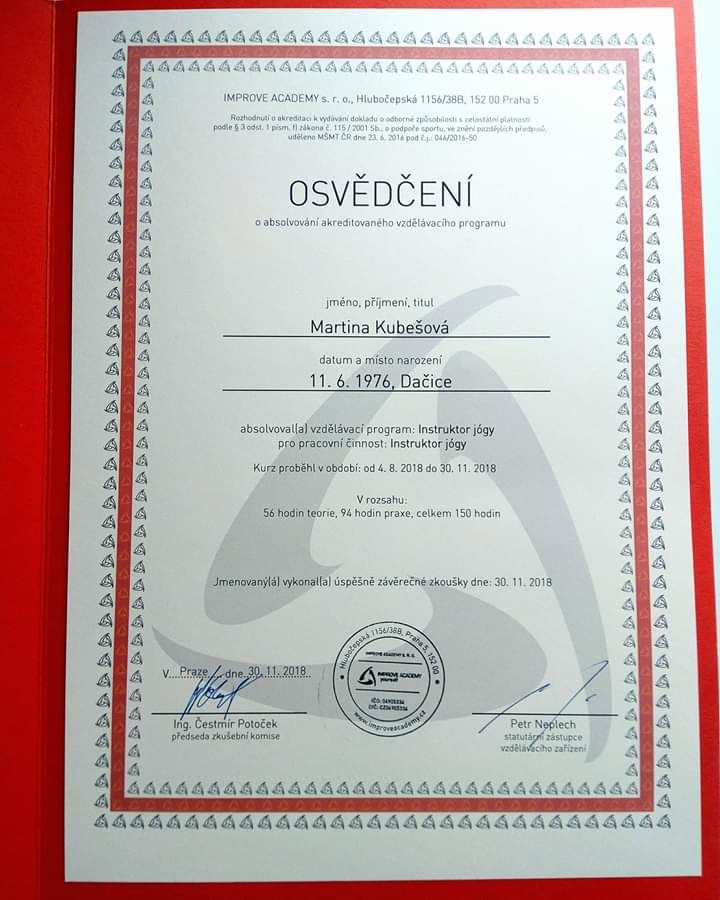 IMPROVE ACADEMY s. r. o., Hlubočepská 1156/38B, 152 00 Praha 5
Rozhodnutí o akreditaci k vydávání dokladu o odborné způsobilosti s celostátní platností
podle § 3 odst. 1 písm. f) zákona č. 115 / 2001 Sb., o podpoře sportu, ve znění pozdějších předpisů,
uděleno MŠMT ČR dne 23. 6. 2016 pod č.j.: 046/2016-50
OSVĚDČENÍ
o absolvování akreditovaného vzdělávacího programu
jméno, příjmení, titul
Martina Kubešová
datum a místo narození
11. 6. 1976, Dačice
absolvoval(a) vzdělávací program: Instruktor jógy
pro pracovní činnost: Instruktor jógy
Kurz proběhl v období: od 4. 8. 2018 do 30. 11. 2018
V rozsahu:
56 hodin teorie, 94 hodin praxe, celkem 150 hodin
Jmenovaný(á) vykonal(a) úspěšně závěrečné zkoušky dne: 30. 11. 2018
V Praze dne 30. 11. 2018
Ing. Čestmír Potoček
předseda zkušební komise
Hlubočepská 1156/38B, Praha 5, 152 00
IMPROVE ACADEMY S. R. O.
IMPROVE ACADEMY
yourself
www.improveacademy.cz
Petr Neplech
statutární zástupce
vzdělávacího zařízení